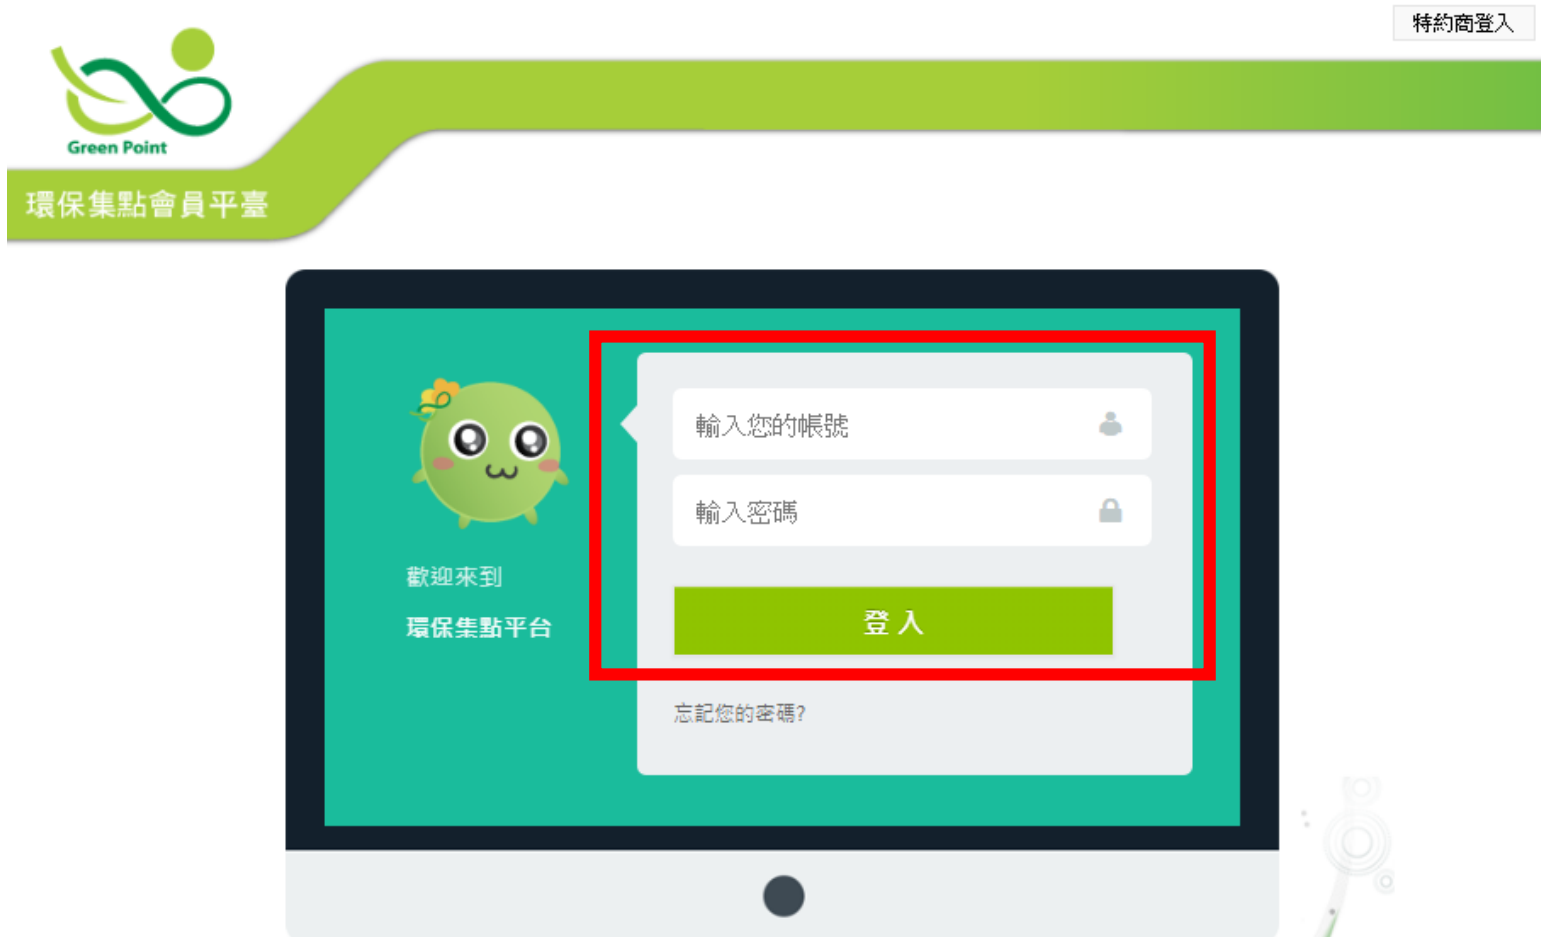 特約商登入
Green Point
環保集點會員平臺
輸入您的帳號
輸入密碼
歡迎來到
環保集點平台
登入
忘記您的密碼?